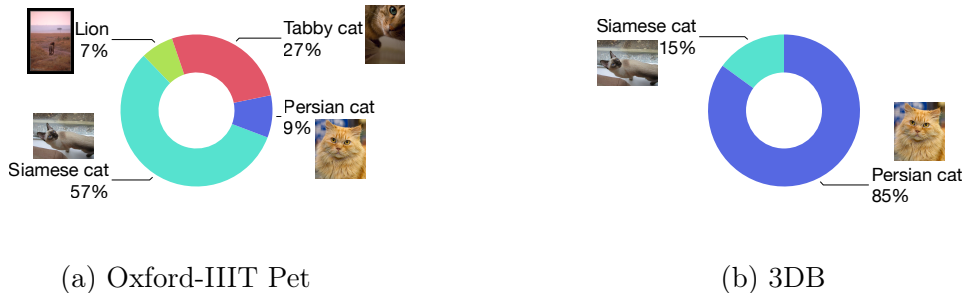 Lion
7%
Tabby cat
27%
Persian cat
9%
Siamese cat
57%
(a) Oxford-IIIT Pet
Siamese cat
15%
Persian cat
85%
(b) 3DB